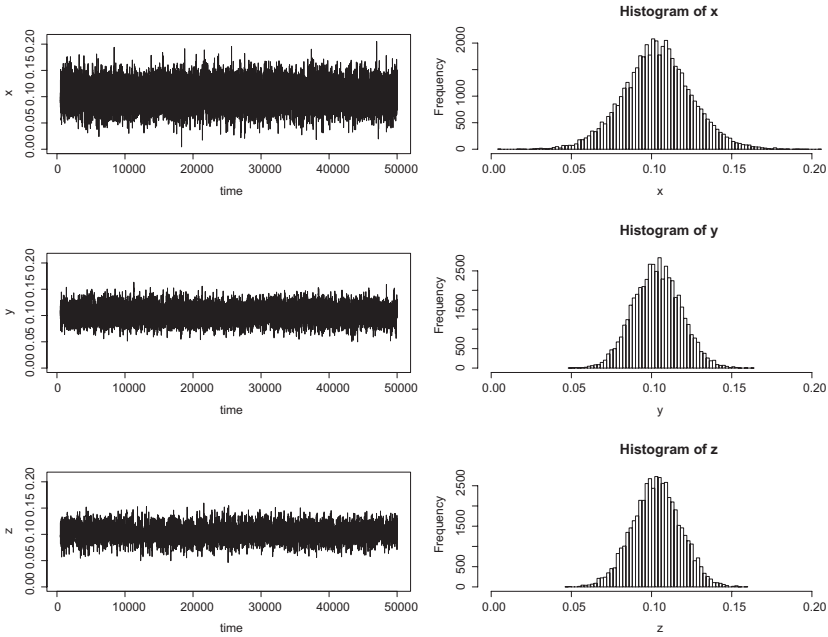 x
0.00 0.05 0.10 0.15 0.20
0 10000 20000 30000 40000 50000
time
Histogram of x
Frequency
0 500 1000 2000
0.00 0.05 0.10 0.15 0.20
x
y
0.00 0.05 0.10 0.15 0.20
0 10000 20000 30000 40000 50000
time
Histogram of y
Frequency
0 500 1500 2500
0.00 0.05 0.10 0.15 0.20
y
z
0.00 0.05 0.10 0.15 0.20
0 10000 20000 30000 40000 50000
time
Histogram of z
Frequency
0 500 1500 2500
0.00 0.05 0.10 0.15 0.20
z